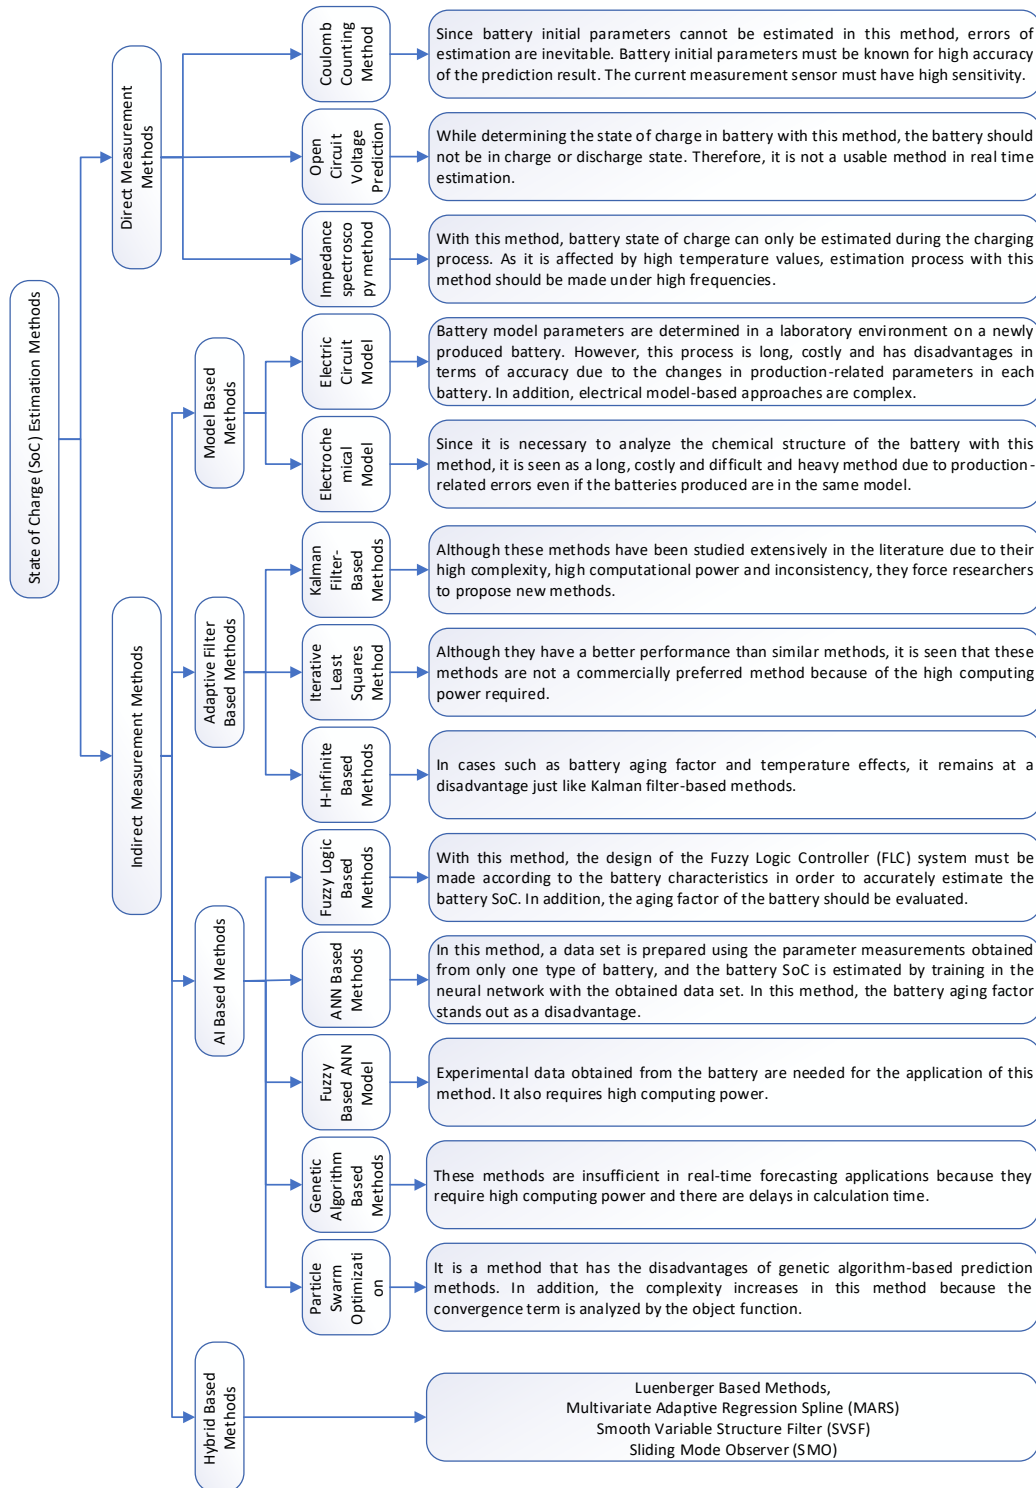 State of Charge (SoC) Estimation Methods
Direct Measurement
Methods
Coulomb
Counting
Method
Since battery initial parameters cannot be estimated in this method, errors of
estimation are inevitable. Battery initial parameters must be known for high accuracy
of the prediction result. The current measurement sensor must have high sensitivity.
Open
Circuit
Voltage
Prediction
While determining the state of charge in battery with this method, the battery should
not be in charge or discharge state. Therefore, it is not a usable method in real time
estimation.
Impedance
spectrosco
py method
With this method, battery state of charge can only be estimated during the charging
process. As it is affected by high temperature values, estimation process with this
method should be made under high frequencies.
Indirect Measurement Methods
Model Based
Methods
Electric
Circuit
Model
Battery model parameters are determined in a laboratory environment on a newly
produced battery. However, this process is long, costly and has disadvantages in
terms of accuracy due to the changes in production-related parameters in each
battery. In addition, electrical model-based approaches are complex.
Electroche
mical
Model
Since it is necessary to analyze the chemical structure of the battery with this
method, it is seen as a long, costly and difficult and heavy method due to production-
related errors even if the batteries produced are in the same model.
Adaptive Filter
Based Methods
Kalman
Filter-
Based
Methods
Although these methods have been studied extensively in the literature due to their
high complexity, high computational power and inconsistency, they force researchers
to propose new methods.
Iterative
Least
Squares
Method
Although they have a better performance than similar methods, it is seen that these
methods are not a commercially preferred method because of the high computing
power required.
H-Infinite
Based
Methods
In cases such as battery aging factor and temperature effects, it remains at a
disadvantage just like Kalman filter-based methods.
AI Based Methods
Fuzzy Logic
Based
Methods
With this method, the design of the Fuzzy Logic Controller (FLC) system must be
made according to the battery characteristics in order to accurately estimate the
battery SoC. In addition, the aging factor of the battery should be evaluated.
ANN Based
Methods
In this method, a data set is prepared using the parameter measurements obtained
from only one type of battery, and the battery SoC is estimated by training in the
neural network with the obtained data set. In this method, the battery aging factor
stands out as a disadvantage.
Fuzzy
Based ANN
Model
Experimental data obtained from the battery are needed for the application of this
method. It also requires high computing power.
Genetic
Algorithm
Based
Methods
These methods are insufficient in real-time forecasting applications because they
require high computing power and there are delays in calculation time.
Particle
Swarm
Optimizati
on
It is a method that has the disadvantages of genetic algorithm-based prediction
methods. In addition, the complexity increases in this method because the
convergence term is analyzed by the object function.
Hybrid Based
Methods
Luenberger Based Methods,
Multivariate Adaptive Regression Spline (MARS)
Smooth Variable Structure Filter (SVSF)
Sliding Mode Observer (SMO)